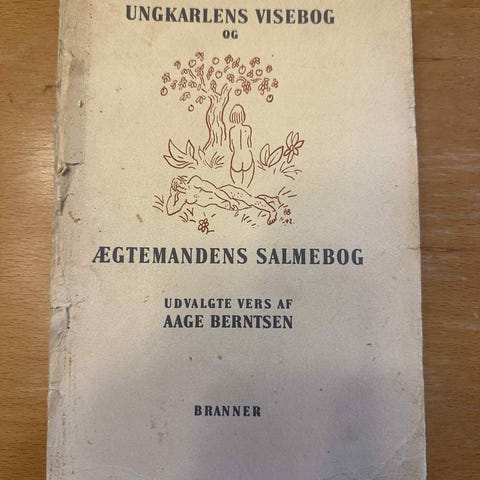 UNGKARLENS VISEBOG
OG
ÆGTEMANDENS SALMEBOG
UDVALGTE VERS AF
AAGE BERNTSEN
BRANNER